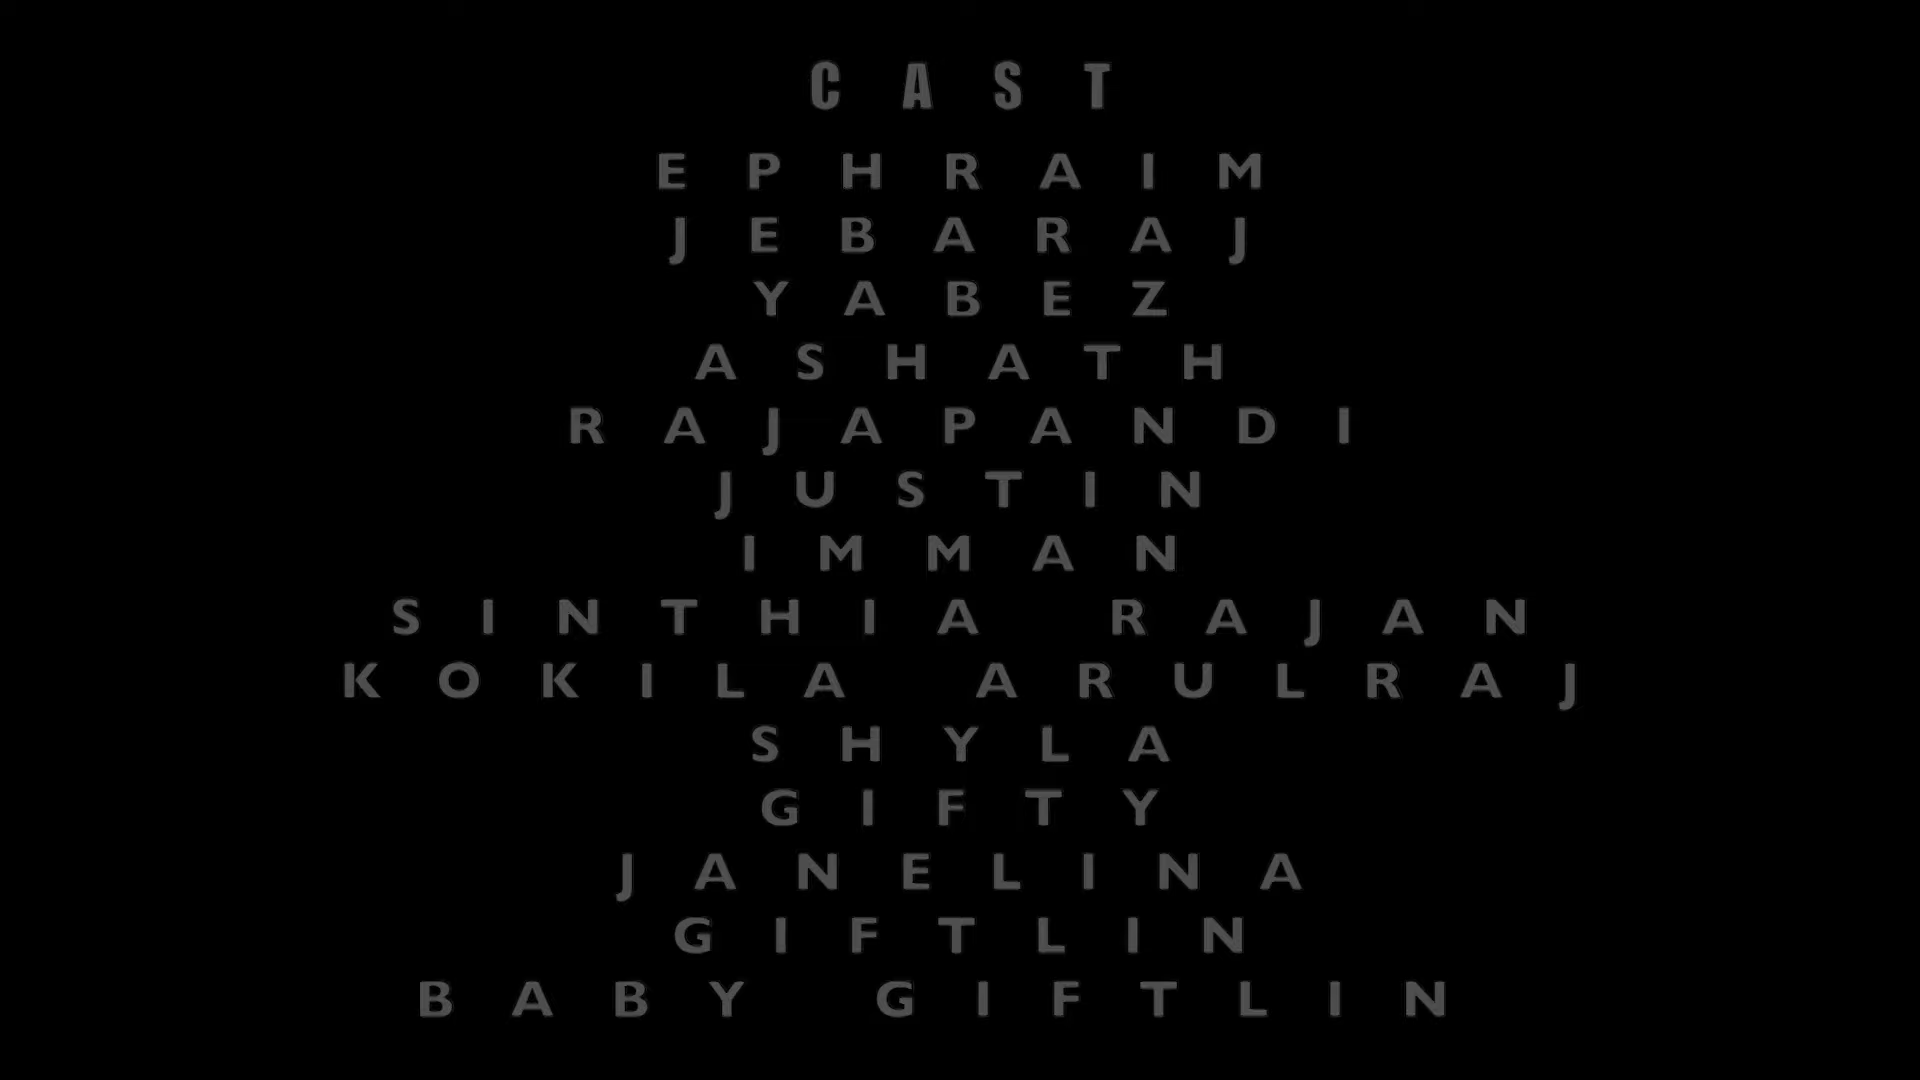 CAST
EPHRAIM
JEBARAJ
YABEZ
ASHATH
RAJAPANDI
JUSTIN
IMMAN
SINTHIA RAJAN
KOKILA ARULRAJ
SHYLA
GIFTY
JANELINA
GIFTLIN
BABY GIFTLIN